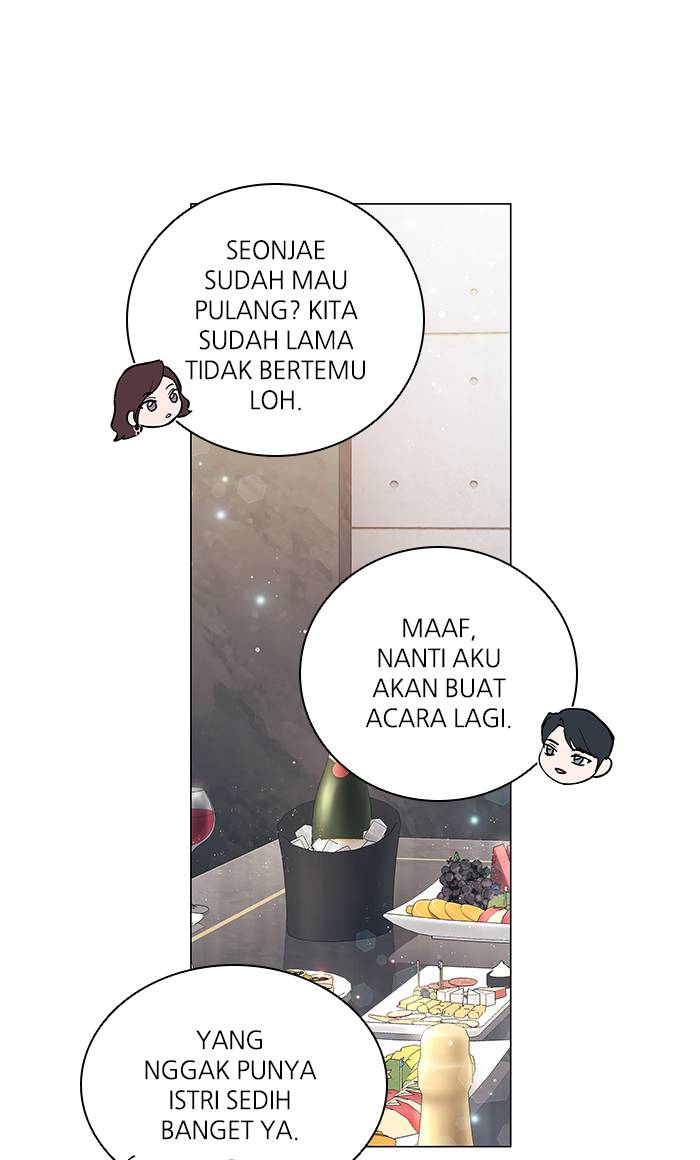 SEONJAE
SUDAH MAU
PULANG? KITA
SUDAH LAMA
TIDAK BERTEMU
LOH.
MAAF,
NANTI AKU
AKAN BUAT
ACARA LAGI.
YANG
NGGAK PUNYA
ISTRI SEDIH
BANGET YA.